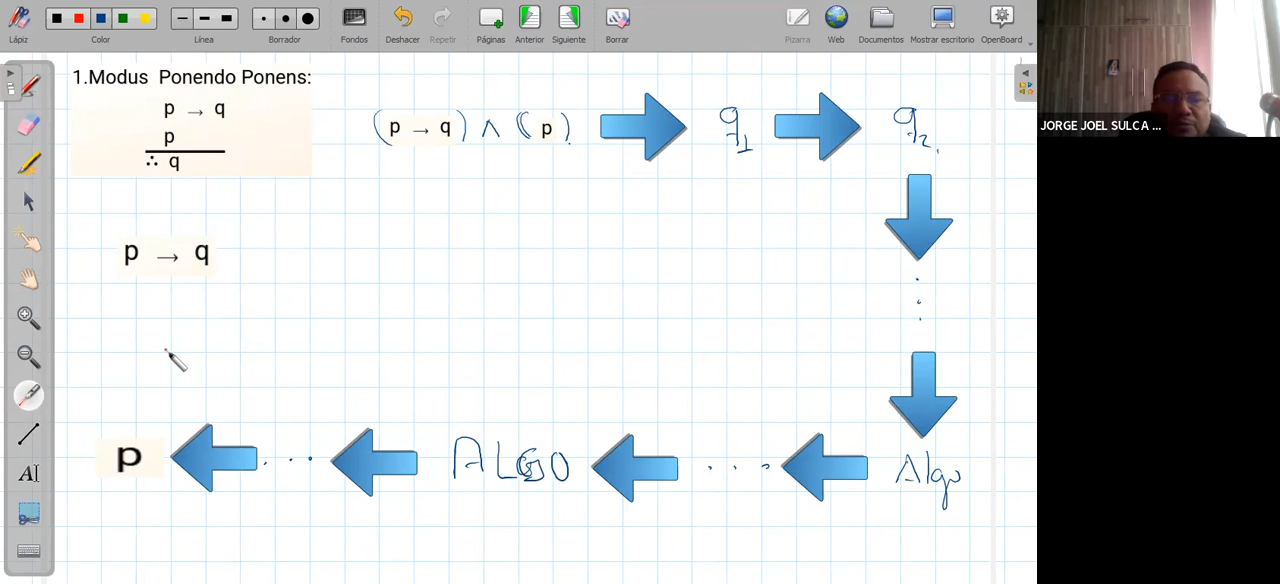 Lápiz Color Línea Borrador Fondos Deshacer Repetir Páginas Anterior Siguiente Borrar Pizarra Web Documentos Mostrar escritorio OpenBoard
1.Modus Ponendo Ponens:
p → q
p
∴ q
(p → q) ∧ (p).
q1
q2.
⋮
p → q
p
. . .
ALGO
. . .
Algo
JORGE JOEL SULCA ...